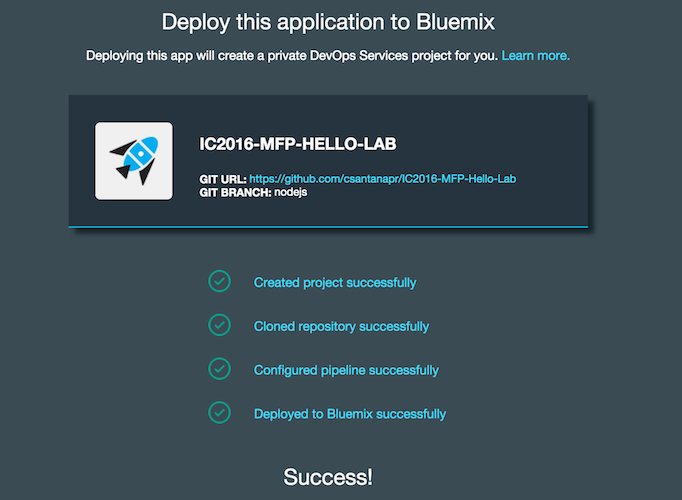 Deploy this application to Bluemix
Deploying this app will create a private DevOps Services project for you. Learn more.
IC2016-MFP-HELLO-LAB
GIT URL: https://github.com/csantanapr/IC2016-MFP-Hello-Lab
GIT BRANCH: nodejs
Created project successfully
Cloned repository successfully
Configured pipeline successfully
Deployed to Bluemix successfully
Success!